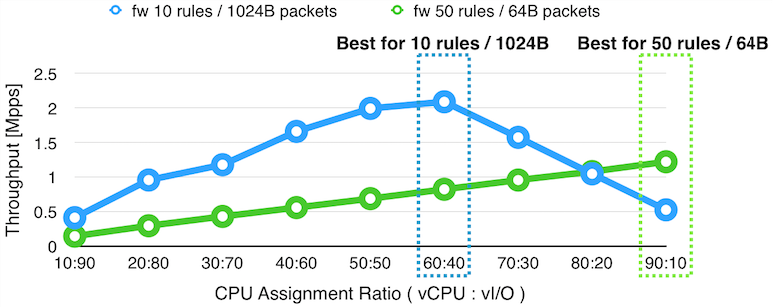 fw 10 rules / 1024B packets fw 50 rules / 64B packets
Best for 10 rules / 1024B Best for 50 rules / 64B
Throughput [Mpps]
2.5
2
1.5
1
0.5
0
10:90 20:80 30:70 40:60 50:50 60:40 70:30 80:20 90:10
CPU Assignment Ratio ( vCPU : vI/O )